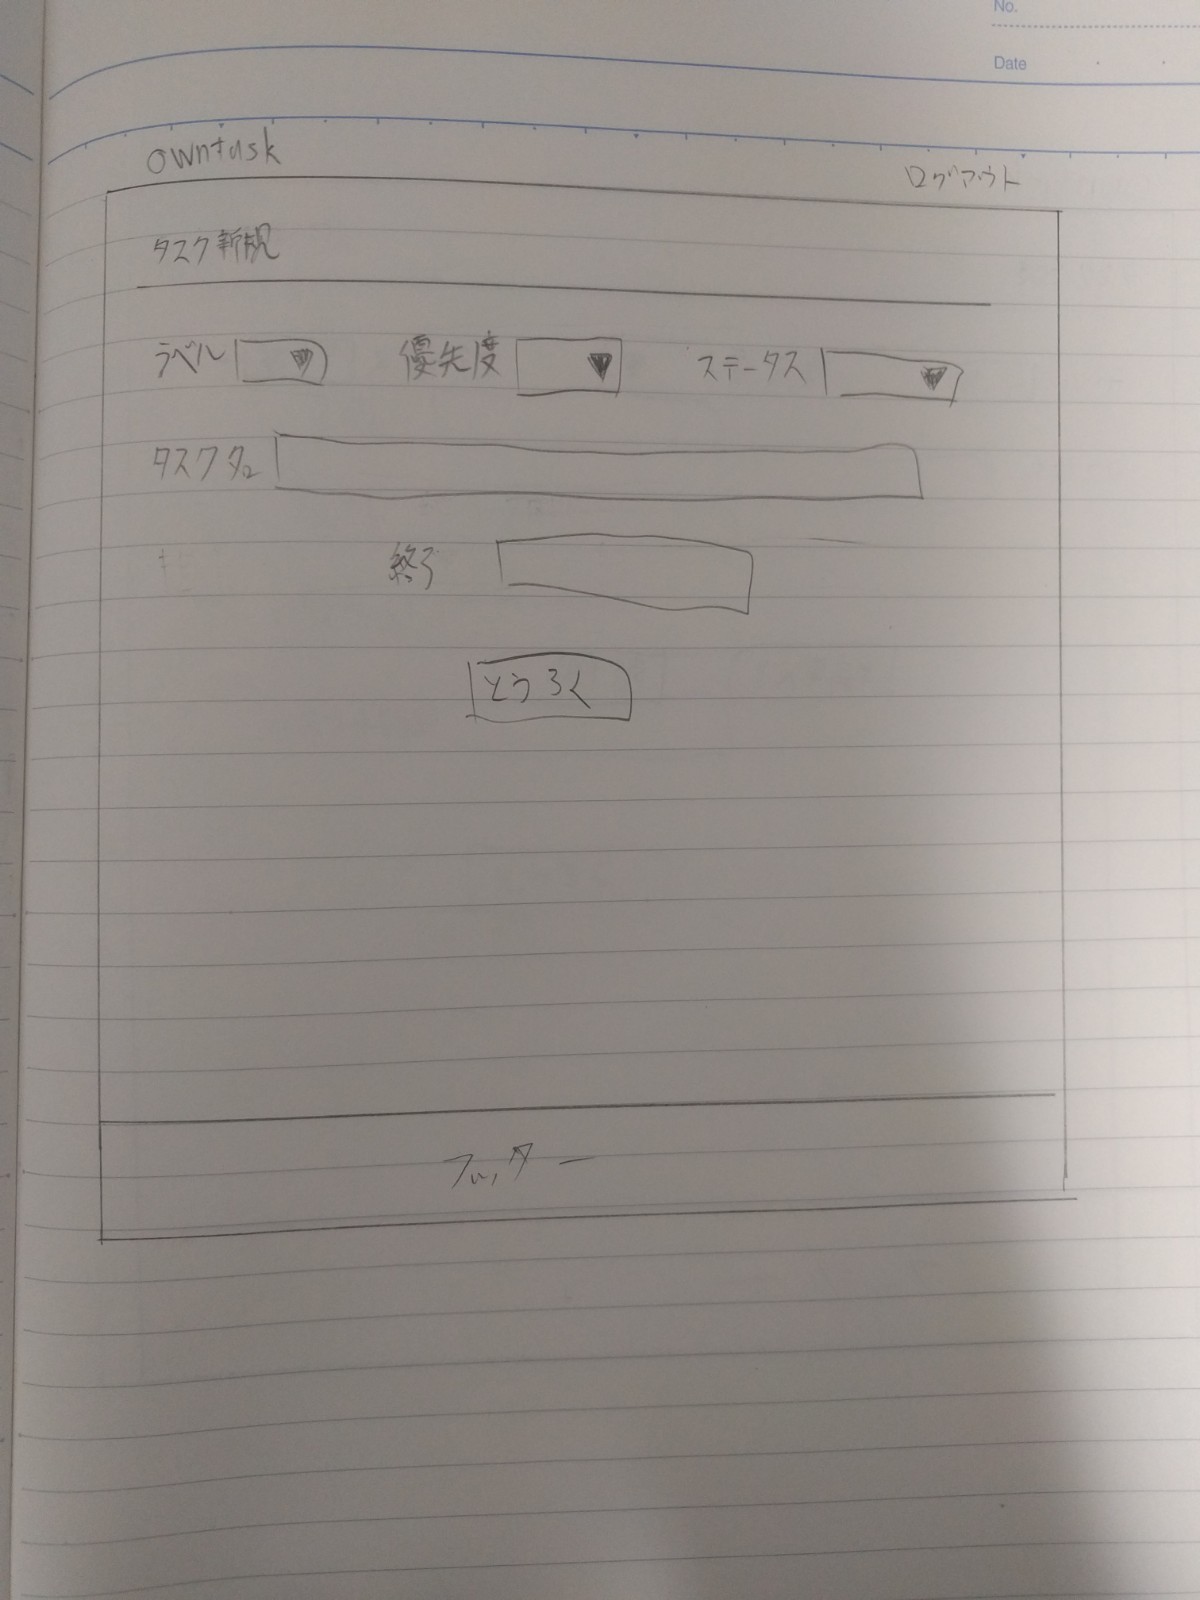 No.
Date
owntask
ログアウト
タスク新規
ラベル 優先度 ステータス
タスク名
終了
とうろく
フッター